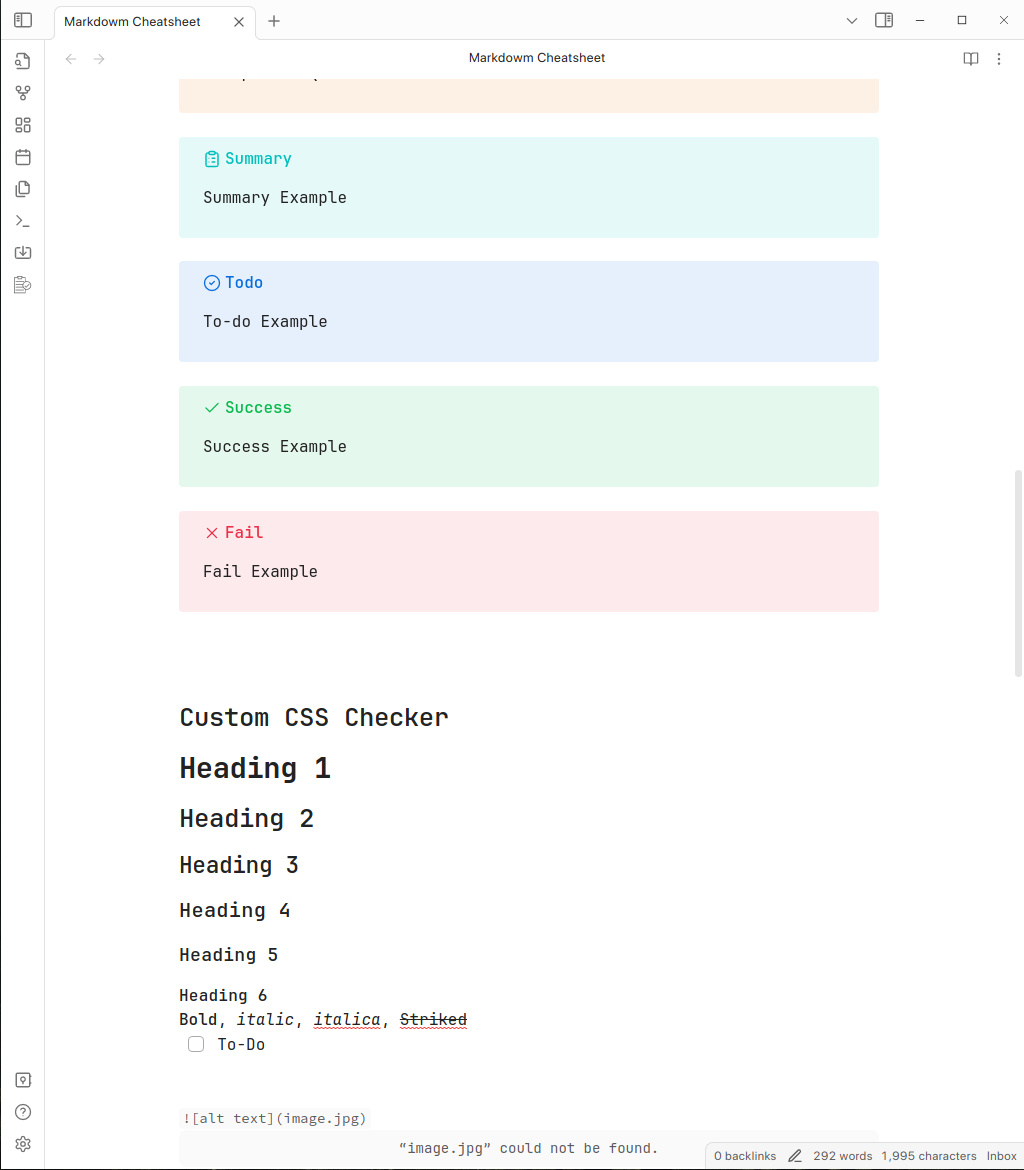 Markdowm Cheatsheet
Markdowm Cheatsheet
Summary
Summary Example
Todo
To-do Example
Success
Success Example
Fail
Fail Example
Custom CSS Checker
Heading 1
Heading 2
Heading 3
Heading 4
Heading 5
Heading 6
Bold, italic, italica, Striked
To-Do
![alt text](image.jpg)
“image.jpg” could not be found.
0 backlinks 292 words 1,995 characters Inbox